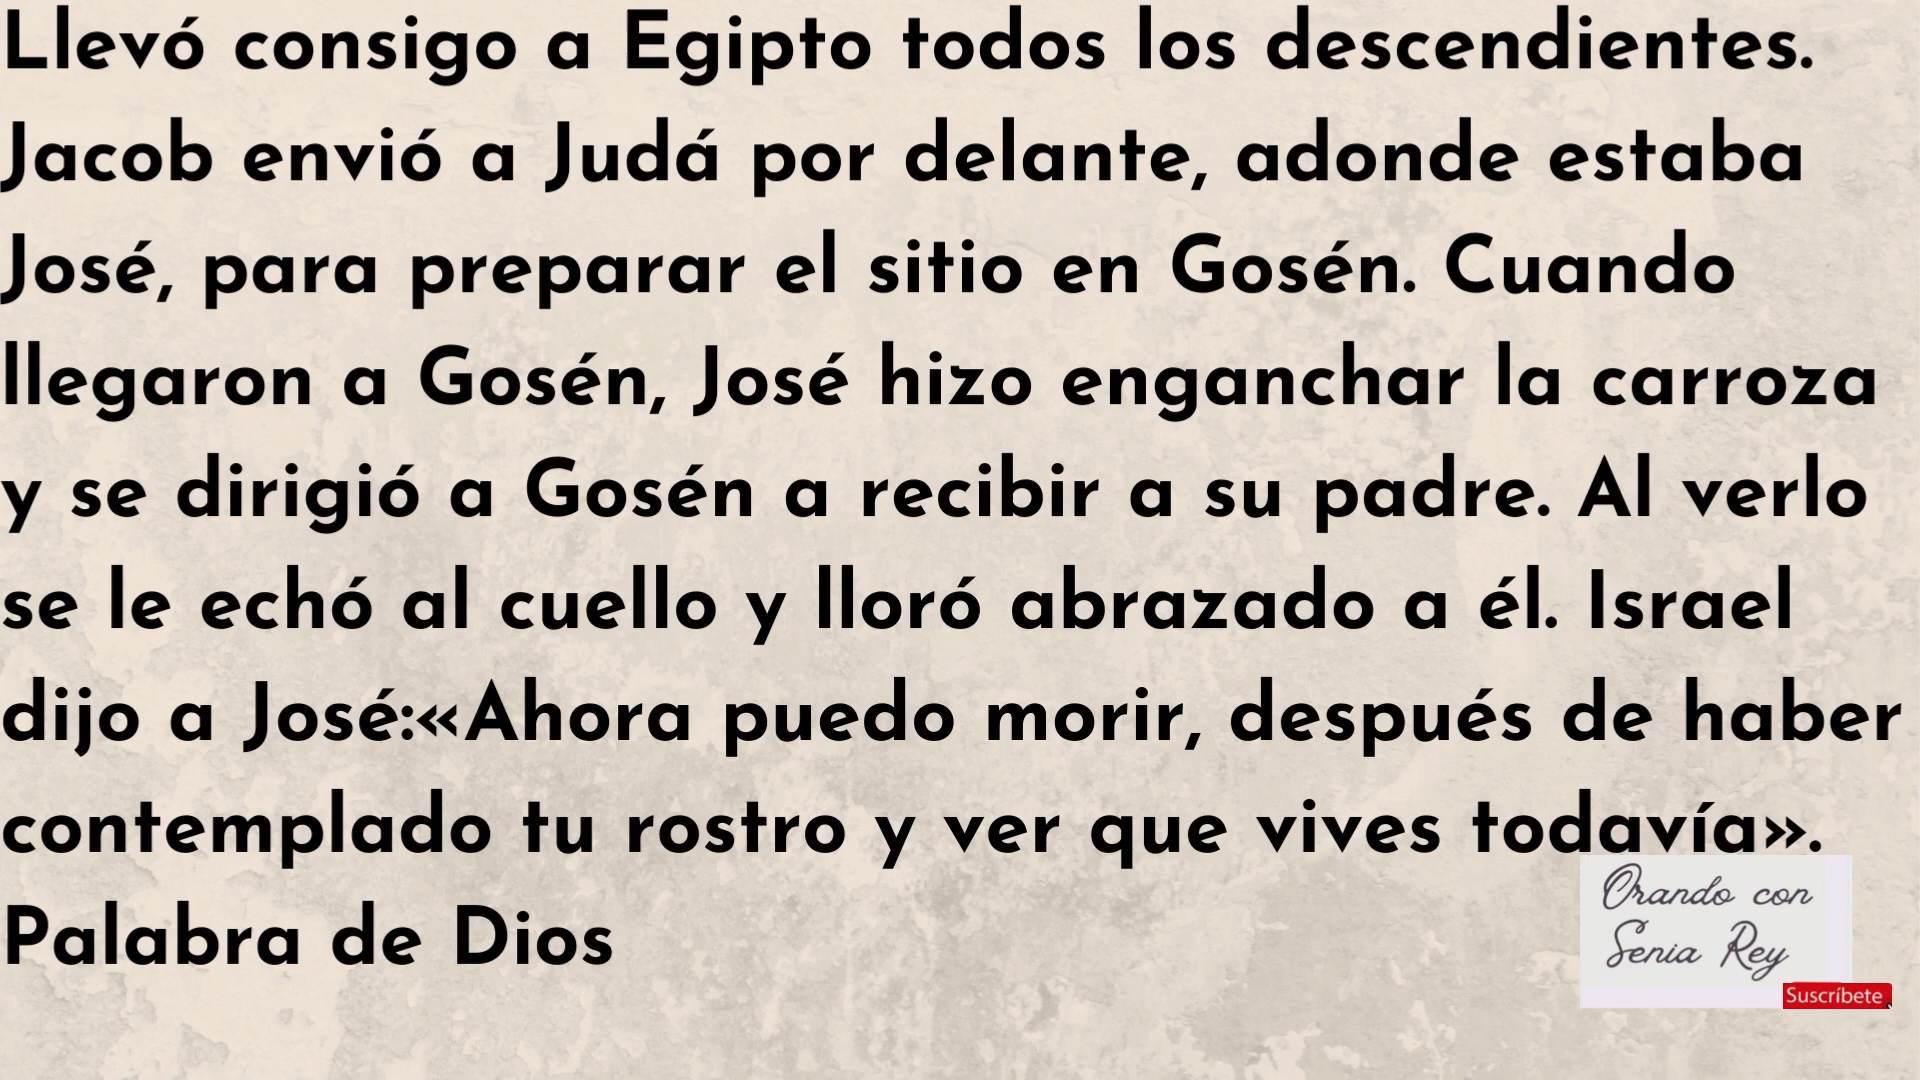 Llevó consigo a Egipto todos los descendientes.
Jacob envió a Judá por delante, adonde estaba
José, para preparar el sitio en Gosén. Cuando
llegaron a Gosén, José hizo enganchar la carroza
y se dirigió a Gosén a recibir a su padre. Al verlo
se le echó al cuello y lloró abrazado a él. Israel
dijo a José:«Ahora puedo morir, después de haber
contemplado tu rostro y ver que vives todavía».
Palabra de Dios
Orando con
Senia Rey
Suscríbete